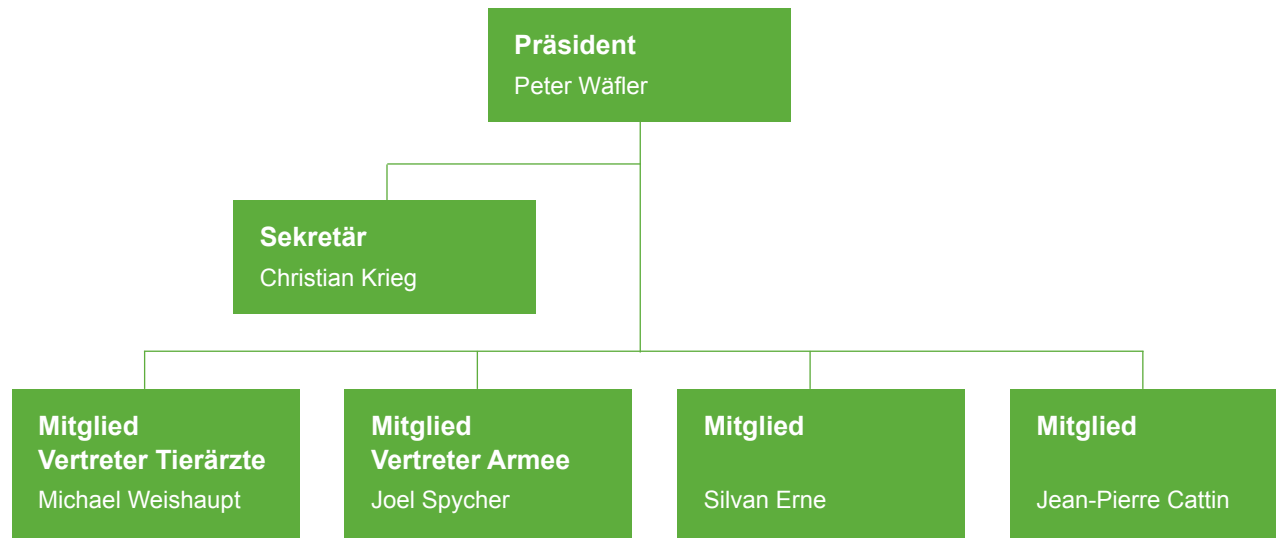 Präsident
Peter Wäfler
Sekretär
Christian Krieg
Mitglied
Vertreter Tierärzte
Michael Weishaupt
Mitglied
Vertreter Armee
Joel Spycher
Mitglied
Silvan Erne
Mitglied
Jean-Pierre Cattin